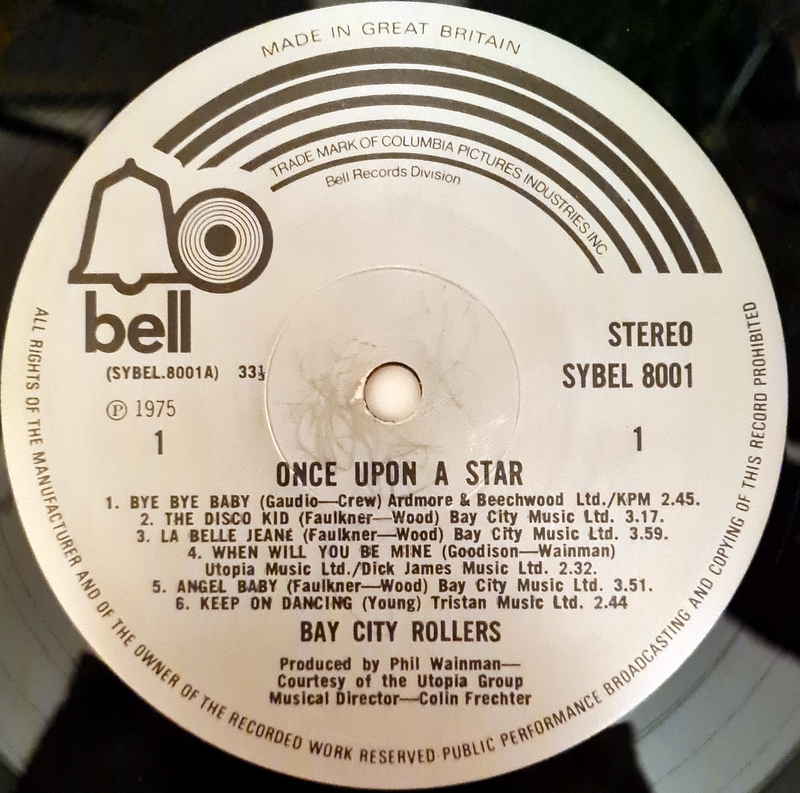 MADE IN GREAT BRITAIN
TRADE MARK OF COLUMBIA PICTURES INDUSTRIES INC.
Bell Records Division
bell
STEREO
(SYBEL.8001A) 33⅓
SYBEL 8001
Ⓟ 1975
1
1
ONCE UPON A STAR
1. BYE BYE BABY (Gaudio—Crew) Ardmore & Beechwood Ltd./KPM 2.45.
2. THE DISCO KID (Faulkner—Wood) Bay City Music Ltd. 3.17.
3. LA BELLE JEANE (Faulkner—Wood) Bay City Music Ltd. 3.59.
4. WHEN WILL YOU BE MINE (Goodison—Wainman)
Utopia Music Ltd./Dick James Music Ltd. 2.32.
5. ANGEL BABY (Faulkner—Wood) Bay City Music Ltd. 3.51.
6. KEEP ON DANCING (Young) Tristan Music Ltd. 2.44
BAY CITY ROLLERS
Produced by Phil Wainman—
Courtesy of the Utopia Group
Musical Director—Colin Frechter
ALL RIGHTS OF THE MANUFACTURER AND OF THE OWNER OF THE RECORDED WORK RESERVED PUBLIC PERFORMANCE BROADCASTING AND COPYING OF THIS RECORD PROHIBITED